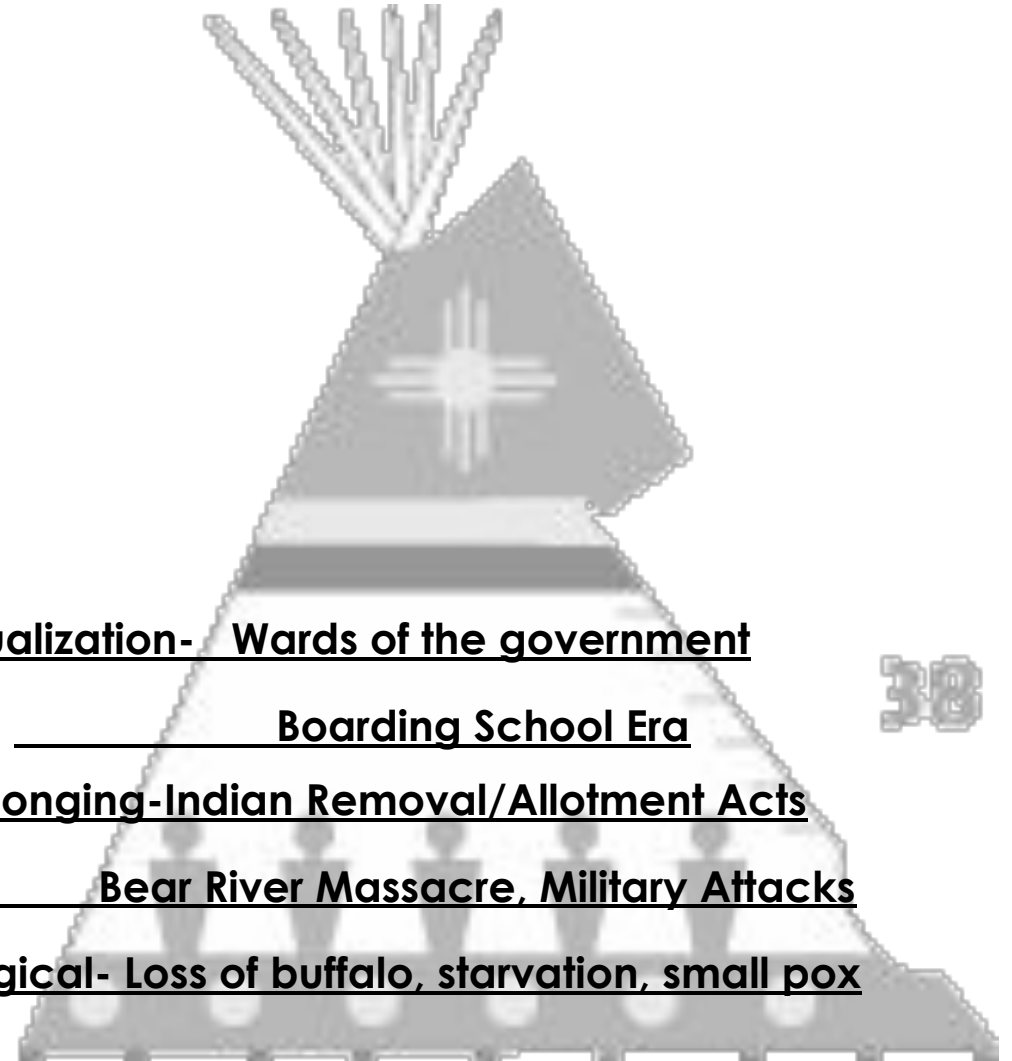 ualization- Wards of the government
38
Boarding School Era
onging-Indian Removal/Allotment Acts
Bear River Massacre, Military Attacks
gical- Loss of buffalo, starvation, small pox